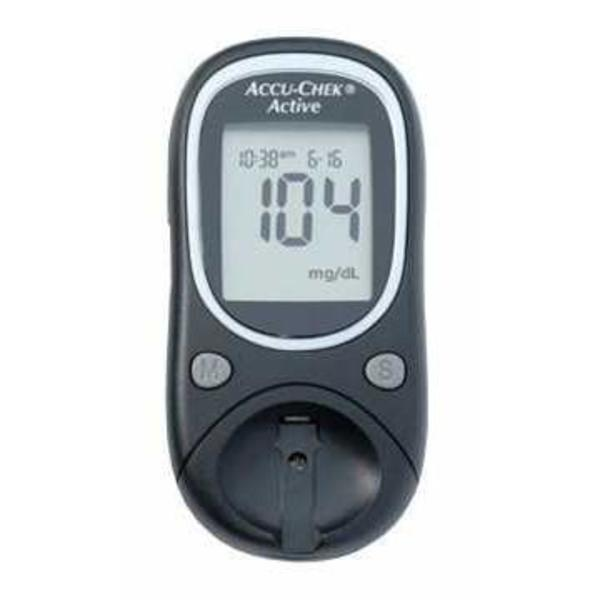 ACCU-CHEK®
Active
10:38am 6-16
104
mg/dL
M S